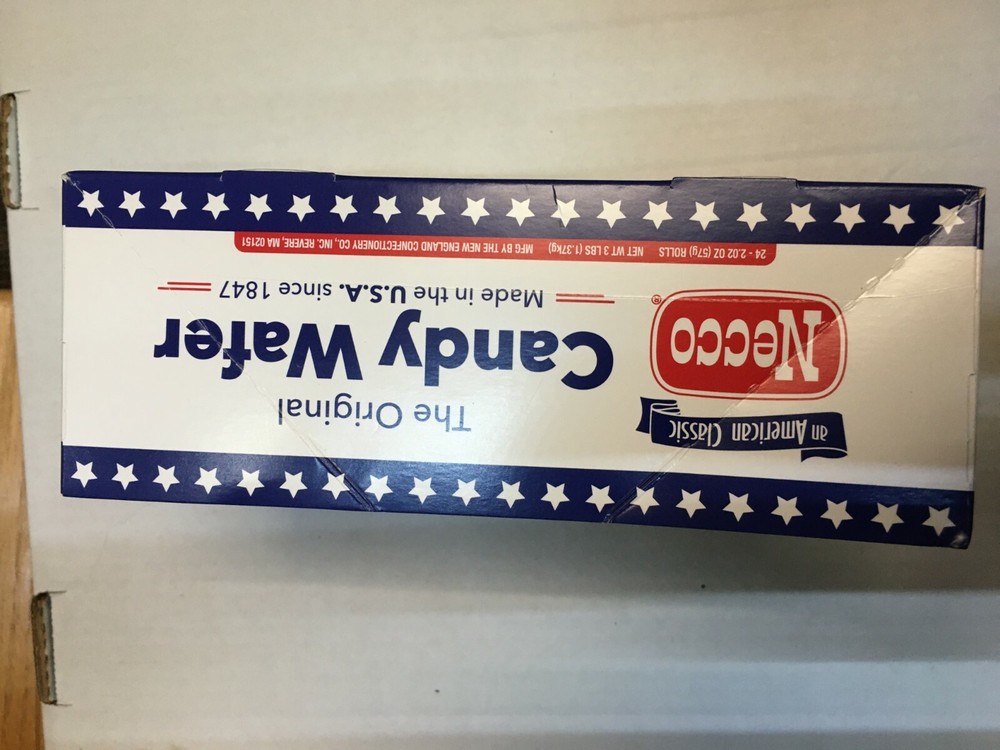 an American Classic
Necco®
The Original
Candy Wafer
Made in the U.S.A. since 1847
24 - 2.02 OZ (57g) ROLLS NET WT 3 LBS (1.37kg) MFG BY THE NEW ENGLAND CONFECTIONERY CO., INC. REVERE, MA 02151